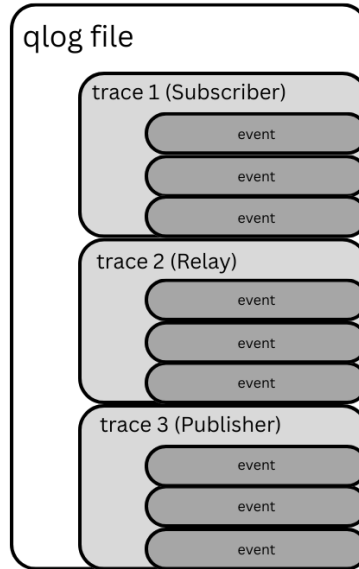 qlog file
trace 1 (Subscriber)
event
event
event
trace 2 (Relay)
event
event
event
trace 3 (Publisher)
event
event
event